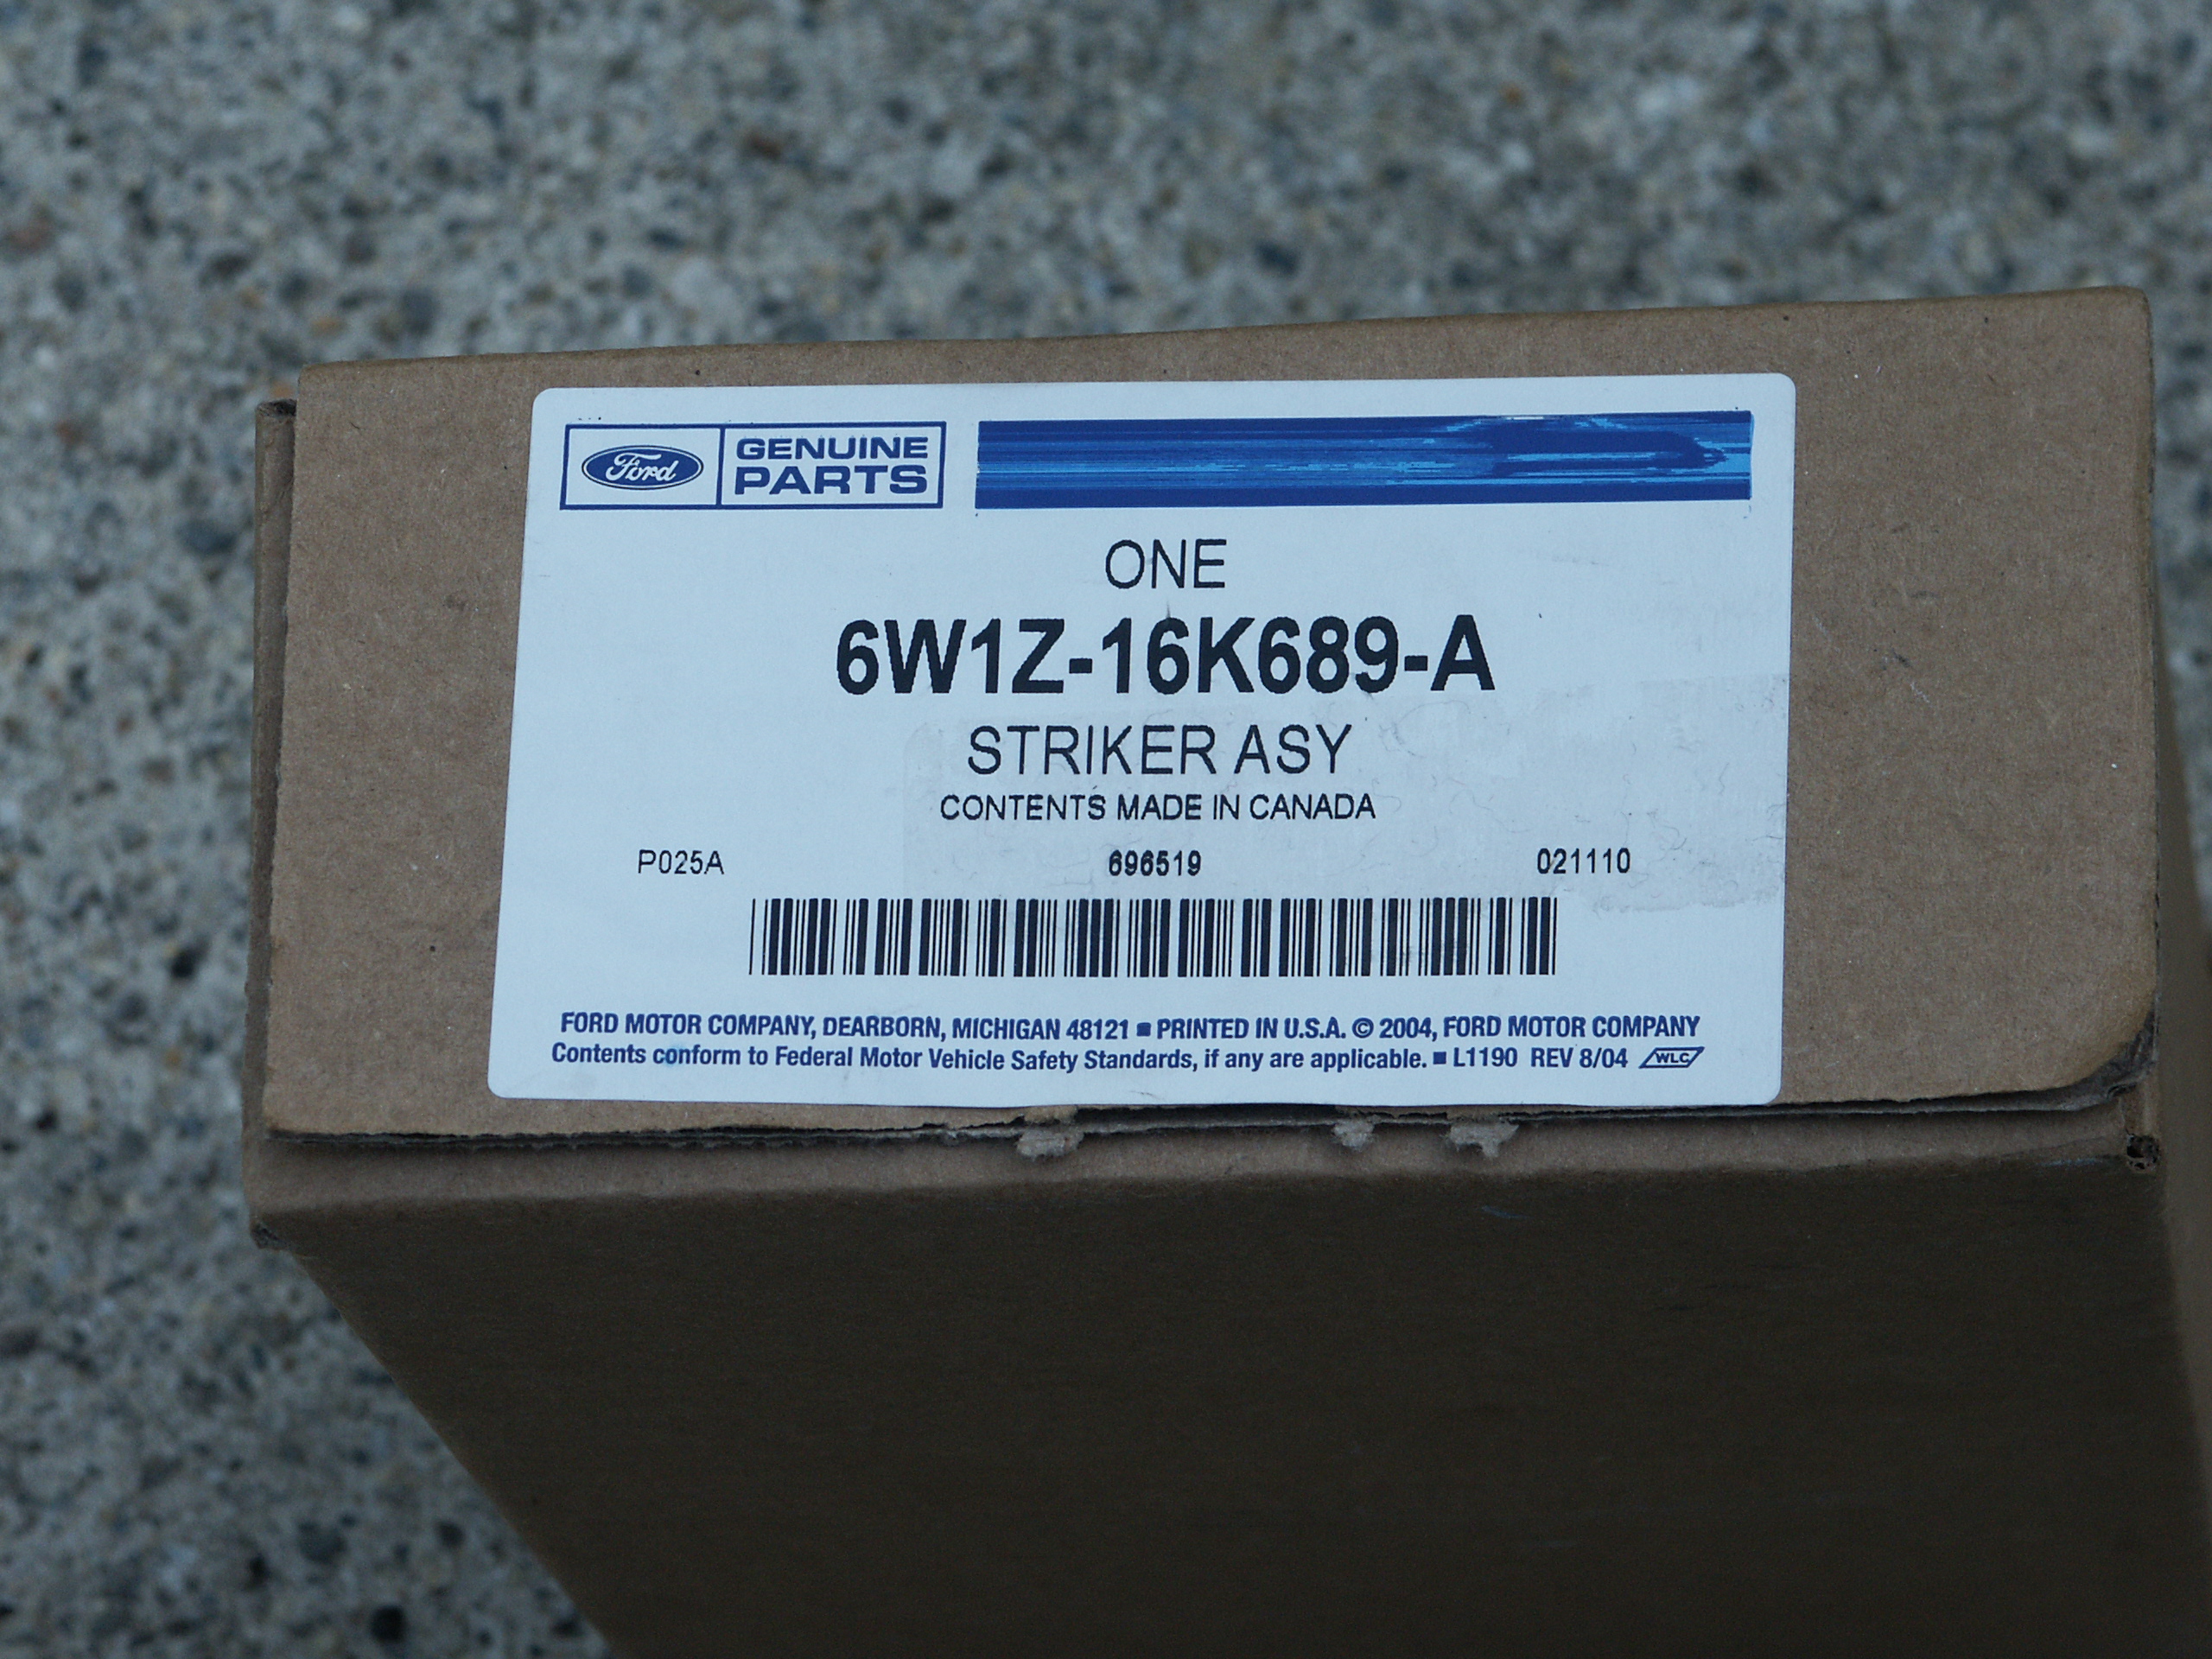 Ford
GENUINE
PARTS
ONE
6W1Z-16K689-A
STRIKER ASY
CONTENTS MADE IN CANADA
P025A 696519 021110
FORD MOTOR COMPANY, DEARBORN, MICHIGAN 48121 ■ PRINTED IN U.S.A. © 2004, FORD MOTOR COMPANY
Contents conform to Federal Motor Vehicle Safety Standards, if any are applicable. ■ L1190 REV 8/04 WLC